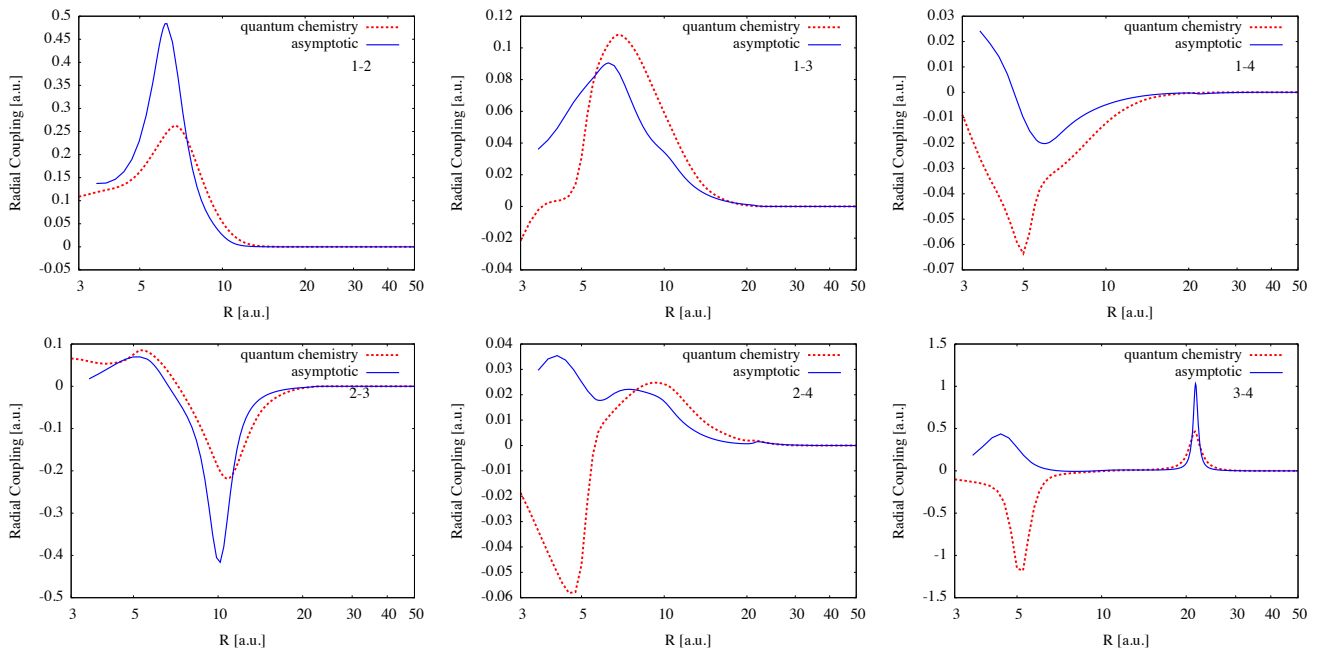 0.5
0.45
0.4
0.35
0.3
0.25
0.2
0.15
0.1
0.05
0
-0.05
Radial Coupling [a.u.]
quantum chemistry
asymptotic
1-2
3 5 10 20 30 40 50
R [a.u.]
0.12
0.1
0.08
0.06
0.04
0.02
0
-0.02
-0.04
Radial Coupling [a.u.]
quantum chemistry
asymptotic
1-3
3 5 10 20 30 40 50
R [a.u.]
0.03
0.02
0.01
0
-0.01
-0.02
-0.03
-0.04
-0.05
-0.06
-0.07
Radial Coupling [a.u.]
quantum chemistry
asymptotic
1-4
3 5 10 20 30 40 50
R [a.u.]
0.1
0
-0.1
-0.2
-0.3
-0.4
-0.5
Radial Coupling [a.u.]
quantum chemistry
asymptotic
2-3
3 5 10 20 30 40 50
R [a.u.]
0.04
0.03
0.02
0.01
0
-0.01
-0.02
-0.03
-0.04
-0.05
-0.06
Radial Coupling [a.u.]
quantum chemistry
asymptotic
2-4
3 5 10 20 30 40 50
R [a.u.]
1.5
1
0.5
0
-0.5
-1
-1.5
Radial Coupling [a.u.]
quantum chemistry
asymptotic
3-4
3 5 10 20 30 40 50
R [a.u.]